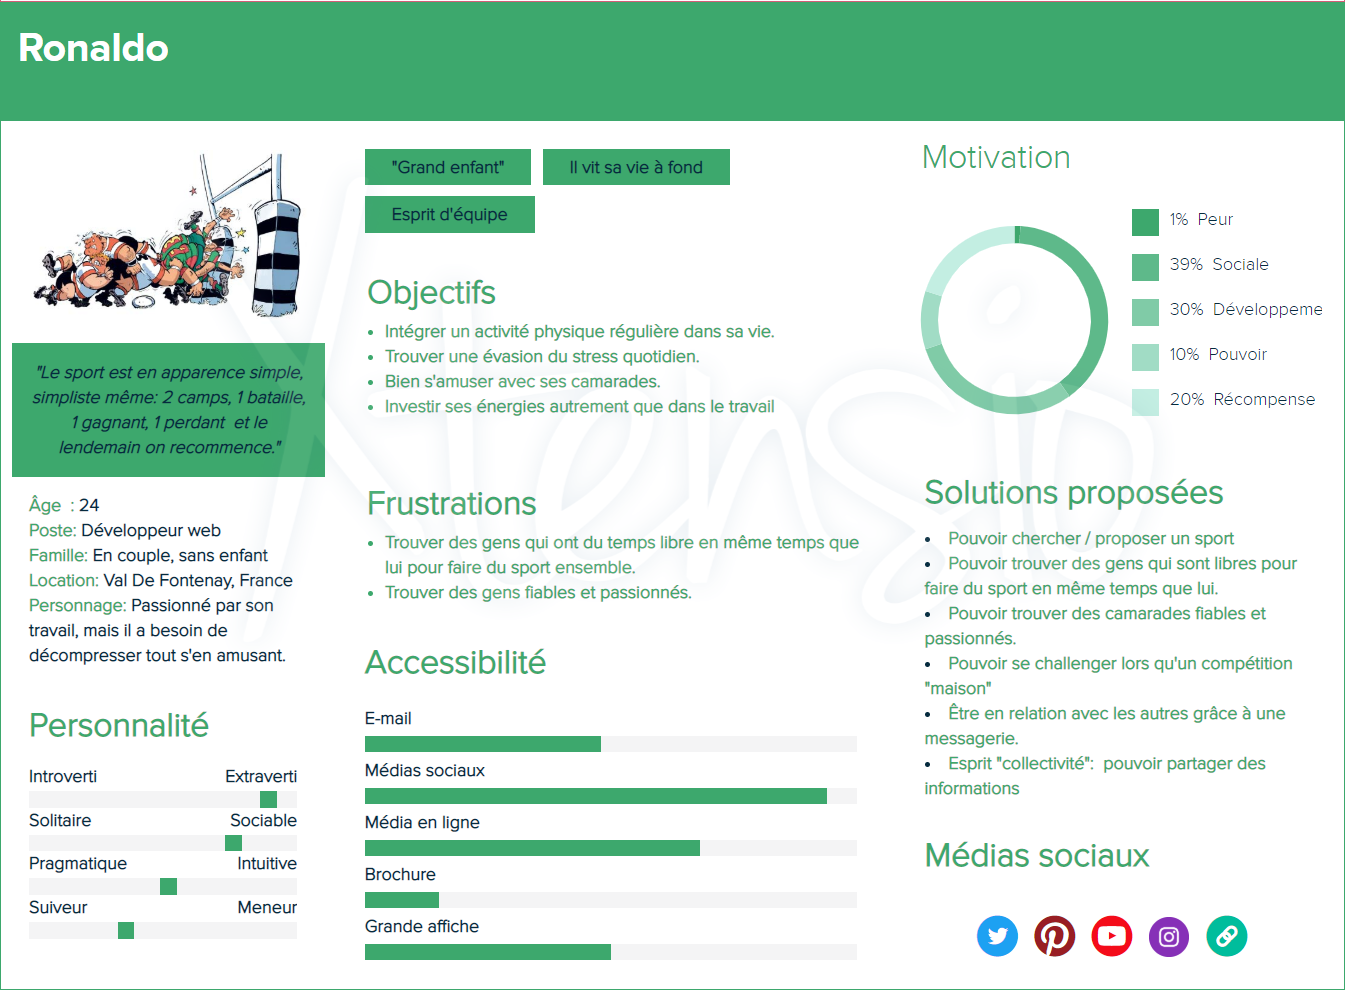 Ronaldo
"Le sport est en apparence simple,
simpliste même: 2 camps, 1 bataille,
1 gagnant, 1 perdant  et le
lendemain on recommence."
Âge  : 24
Poste: Développeur web
Famille: En couple, sans enfant
Location: Val De Fontenay, France
Personnage: Passionné par son
travail, mais il a besoin de
décompresser tout s'en amusant.
Personnalité
Introverti Extraverti
Solitaire Sociable
Pragmatique Intuitive
Suiveur Meneur
"Grand enfant" Il vit sa vie à fond
Esprit d'équipe
Objectifs
• Intégrer un activité physique régulière dans sa vie.
• Trouver une évasion du stress quotidien.
• Bien s'amuser avec ses camarades.
• Investir ses énergies autrement que dans le travail
Frustrations
• Trouver des gens qui ont du temps libre en même temps que
lui pour faire du sport ensemble.
• Trouver des gens fiables et passionnés.
Accessibilité
E-mail
Médias sociaux
Média en ligne
Brochure
Grande affiche
Motivation
1% Peur
39% Sociale
30% Développeme
10% Pouvoir
20% Récompense
Solutions proposées
• Pouvoir chercher / proposer un sport
• Pouvoir trouver des gens qui sont libres pour
faire du sport en même temps que lui.
• Pouvoir trouver des camarades fiables et
passionnés.
• Pouvoir se challenger lors qu'un compétition
"maison"
• Être en relation avec les autres grâce à une
messagerie.
• Esprit "collectivité":  pouvoir partager des
informations
Médias sociaux
Xtensio